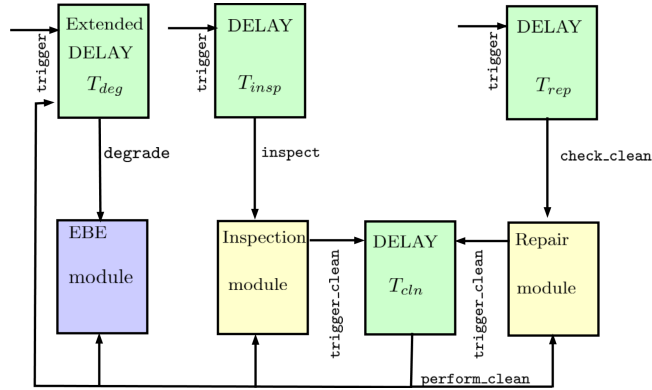 trigger
Extended
DELAY
T_deg
trigger
DELAY
T_insp
trigger
DELAY
T_rep
degrade
inspect
check_clean
EBE
module
Inspection
module
trigger_clean
DELAY
T_cln
trigger_clean
Repair
module
perform_clean